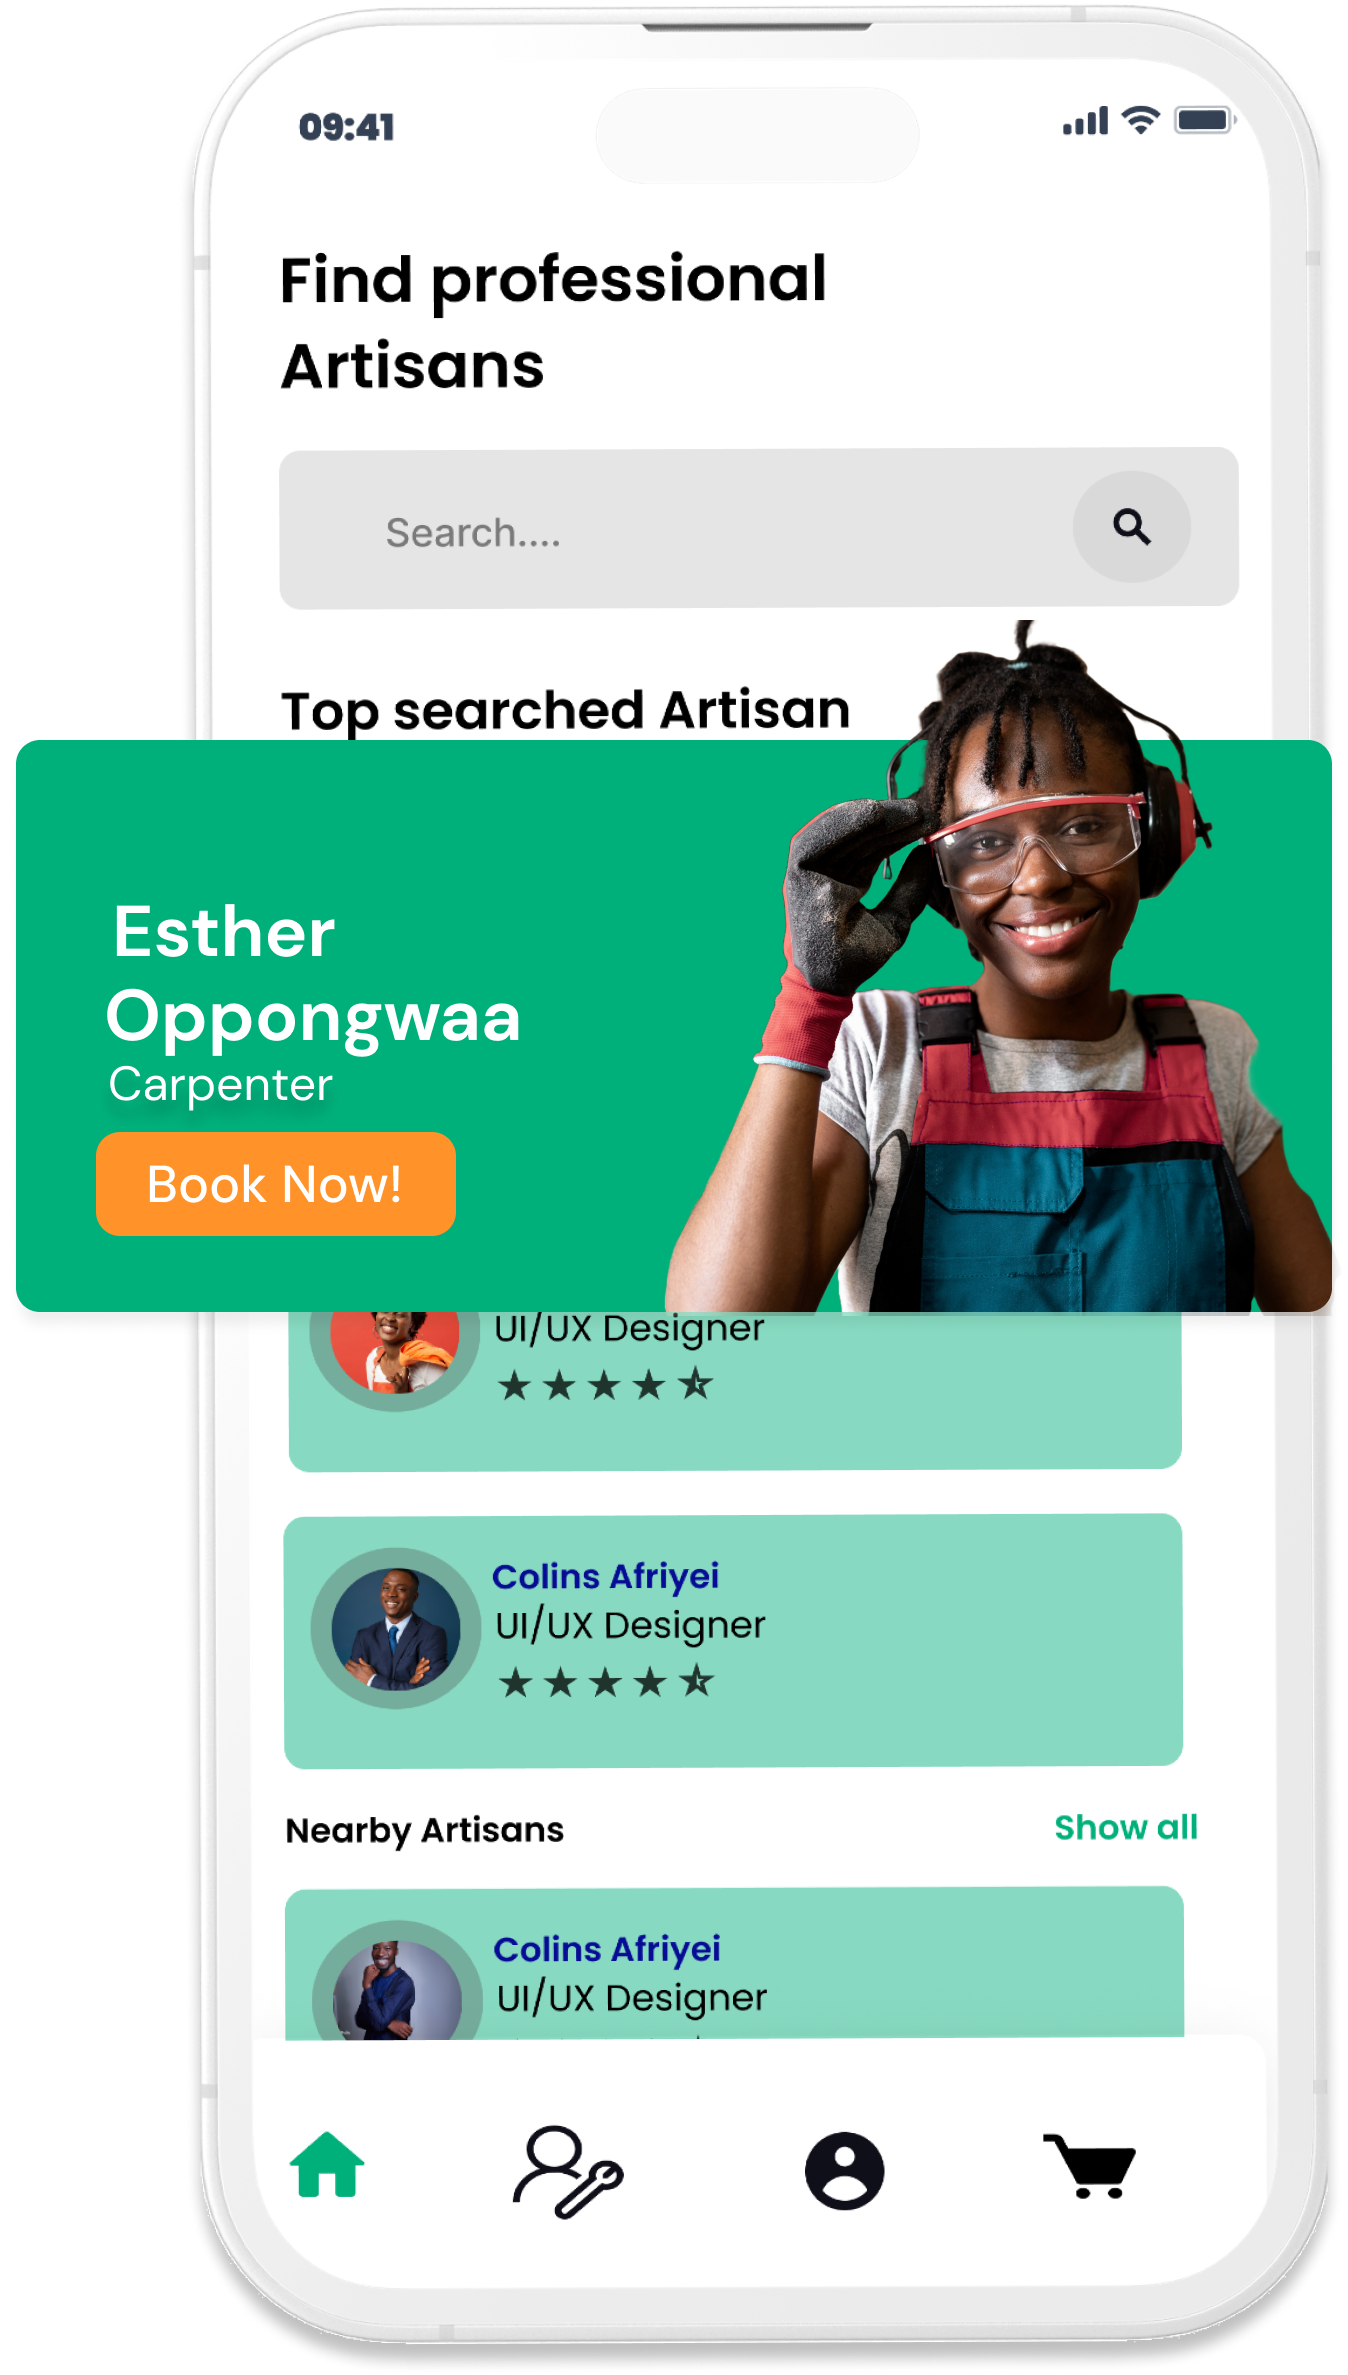 09:41
Find professional
Artisans
Search....
Top searched Artisan
Esther
Oppongwaa
Carpenter
Book Now!
UI/UX Designer
Colins Afriyei
UI/UX Designer
Nearby Artisans
Show all
Colins Afriyei
UI/UX Designer